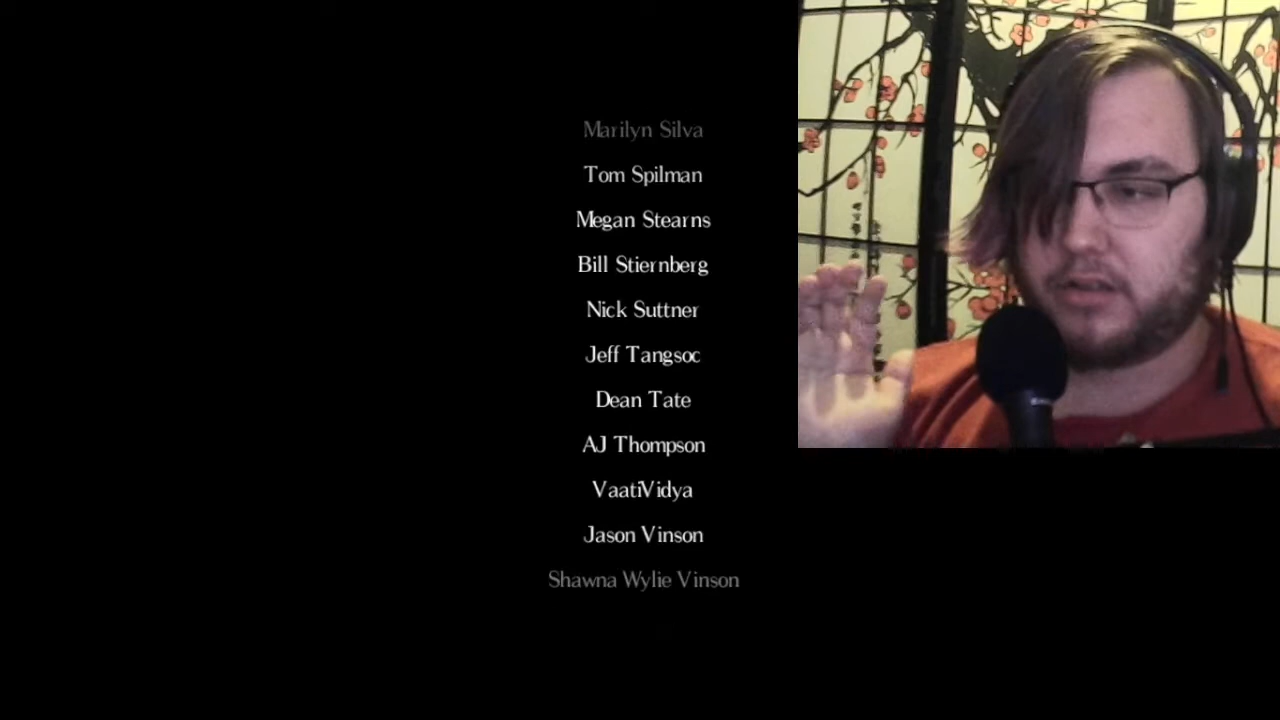 Marilyn Silva
Tom Spilman
Megan Stearns
Bill Stiernberg
Nick Suttner
Jeff Tangsoc
Dean Tate
AJ Thompson
VaatiVidya
Jason Vinson
Shawna Wylie Vinson